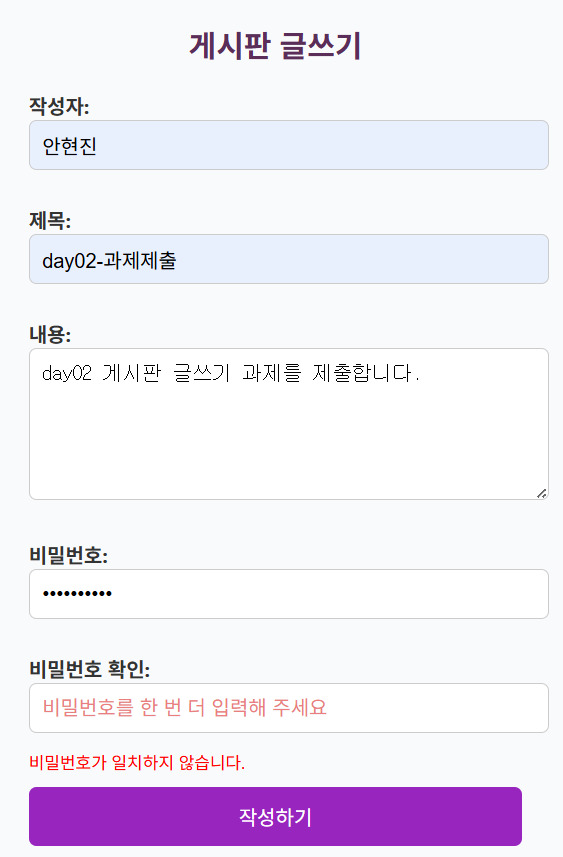 게시판 글쓰기
작성자:
안현진
제목:
day02-과제제출
내용:
day02 게시판 글쓰기 과제를 제출합니다.
비밀번호:
••••••••••
비밀번호 확인:
비밀번호를 한 번 더 입력해 주세요
비밀번호가 일치하지 않습니다.
작성하기